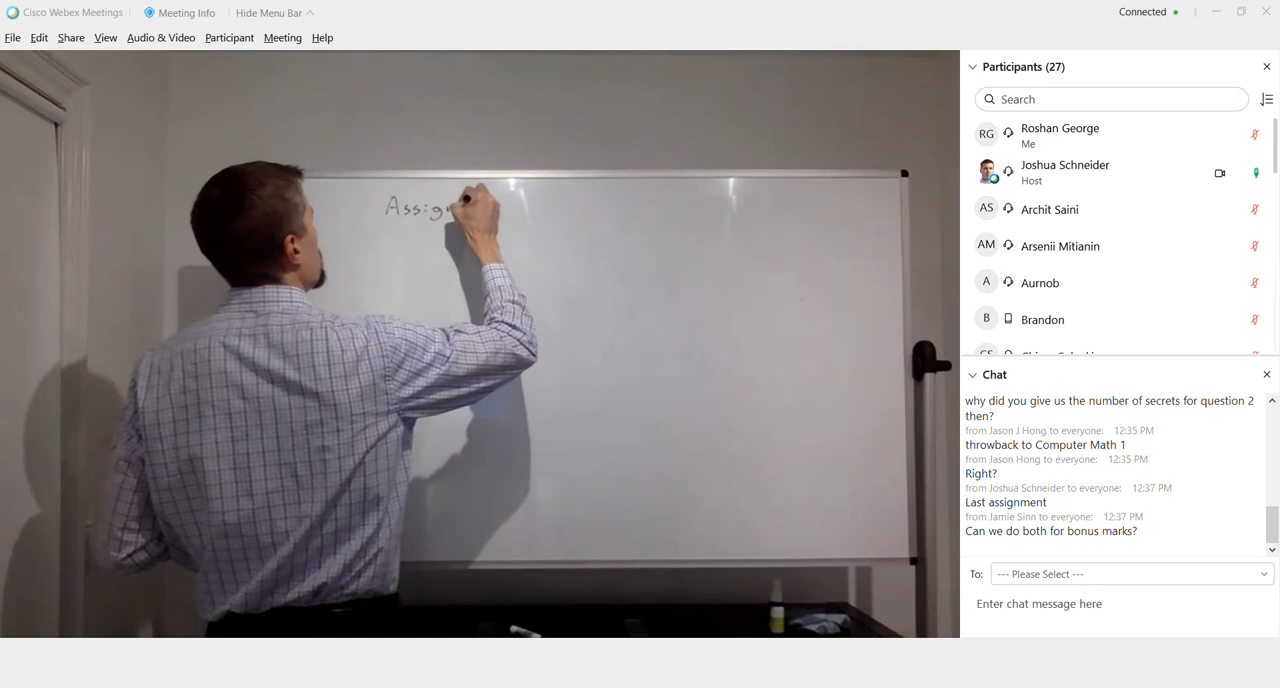 Cisco Webex Meetings
Meeting Info
Hide Menu Bar
Connected
File Edit Share View Audio & Video Participant Meeting Help
Assign
Participants (27)
Search
RG
Roshan George
Me
Joshua Schneider
Host
AS
Archit Saini
AM
Arsenii Mitianin
A
Aurnob
B
Brandon
Chat
why did you give us the number of secrets for question 2
then?
from Jason J Hong to everyone: 12:35 PM
throwback to Computer Math 1
from Jason Hong to everyone: 12:35 PM
Right?
from Joshua Schneider to everyone: 12:37 PM
Last assignment
from Jamie Sinn to everyone: 12:37 PM
Can we do both for bonus marks?
To: --- Please Select ---
Enter chat message here